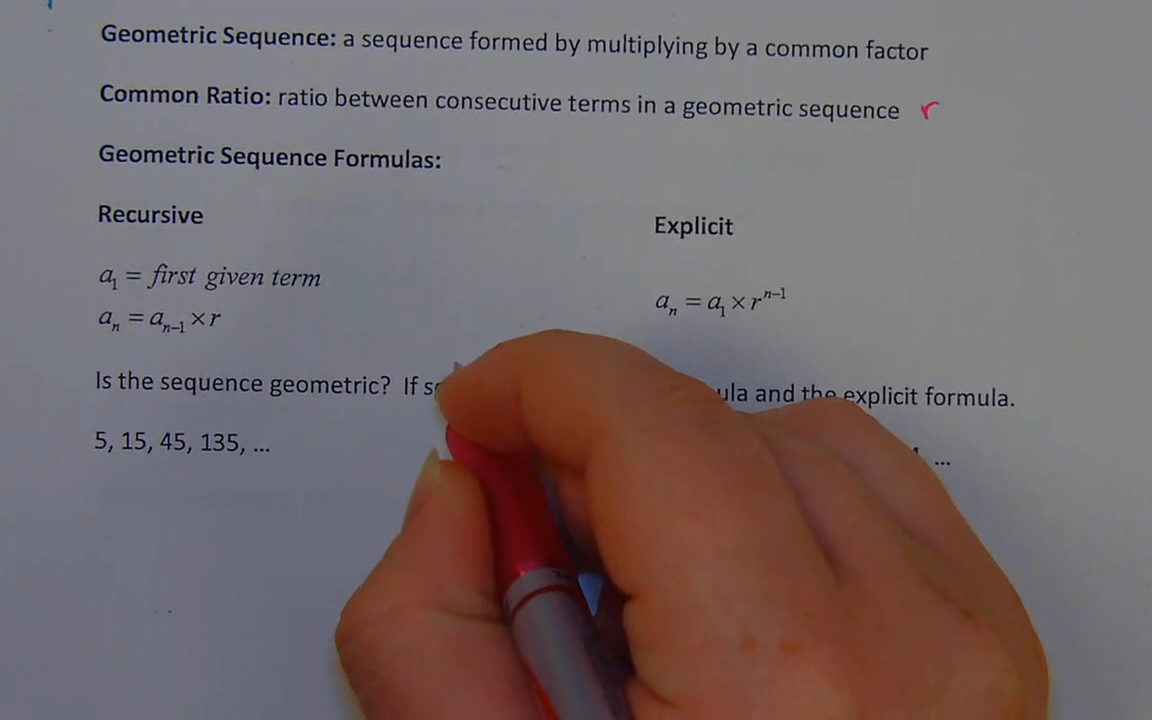 Geometric Sequence: a sequence formed by multiplying by a common factor
Common Ratio: ratio between consecutive terms in a geometric sequence r
Geometric Sequence Formulas:
Recursive
Explicit
a₁ = first given term
aₙ = aₙ₋₁ × r
aₙ = a₁ × rⁿ⁻¹
Is the sequence geometric? If and the explicit formula.
5, 15, 45, 135, ...
...